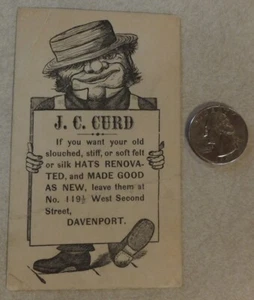 J. C. CURD
If you want your old
slouched, stiff, or soft felt
or silk HATS RENOVA-
TED, and MADE GOOD
AS NEW, leave them at
No. 119½ West Second
Street,
DAVENPORT.